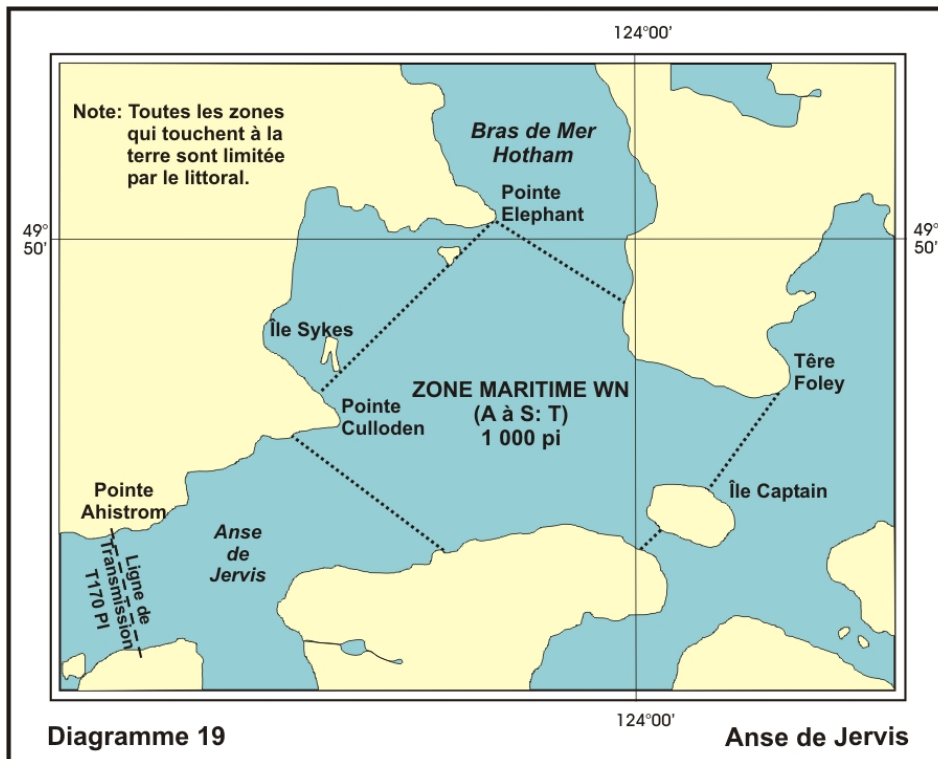 124°00'
Note: Toutes les zones
qui touchent à la
terre sont limitée
par le littoral.
Bras de Mer
Hotham
Pointe
Elephant
49°
50'
49°
50'
Île Sykes
Têre
Foley
ZONE MARITIME WN
(A à S: T)
1 000 pi
Pointe
Culloden
Pointe
Ahistrom
Île Captain
Anse
de
Jervis
Ligne de
Transmission
T170 PI
124°00'
Diagramme 19
Anse de Jervis